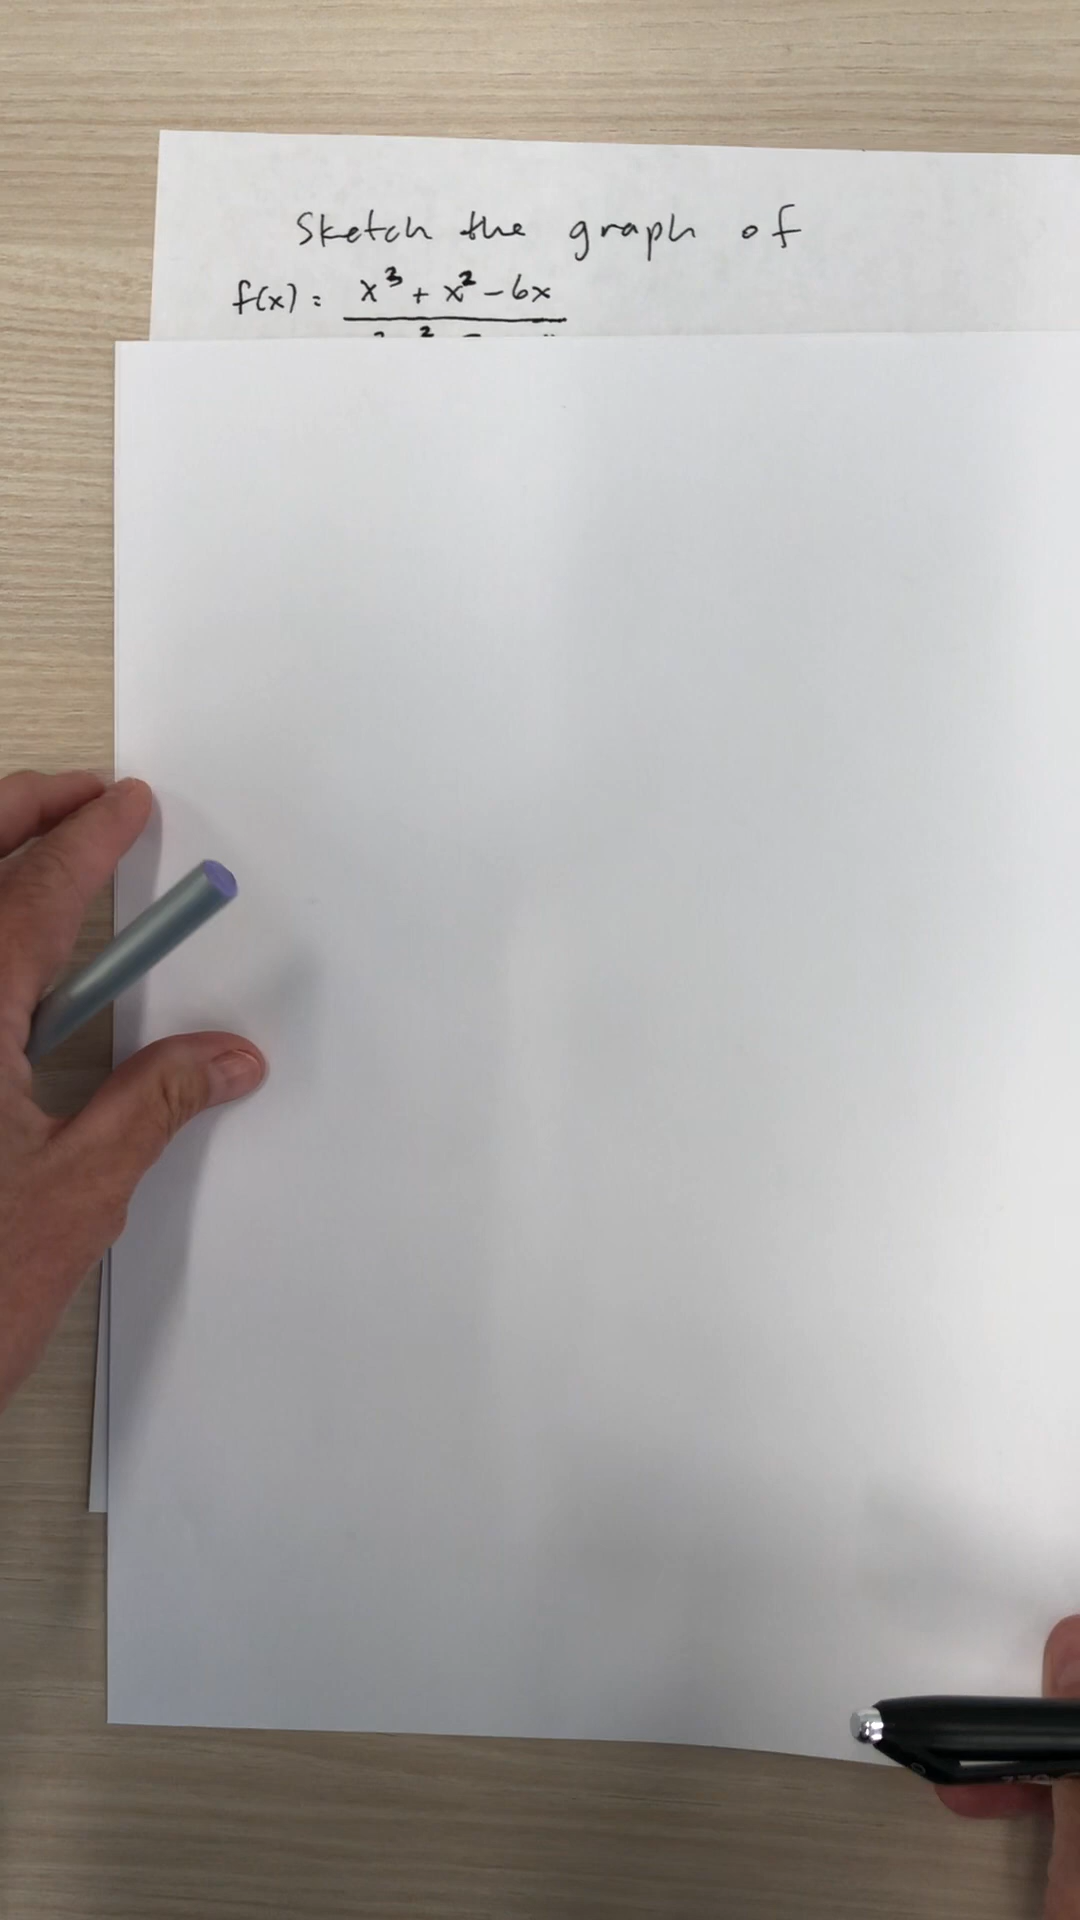 Sketch the graph of
f(x) = x³ + x² - 6x